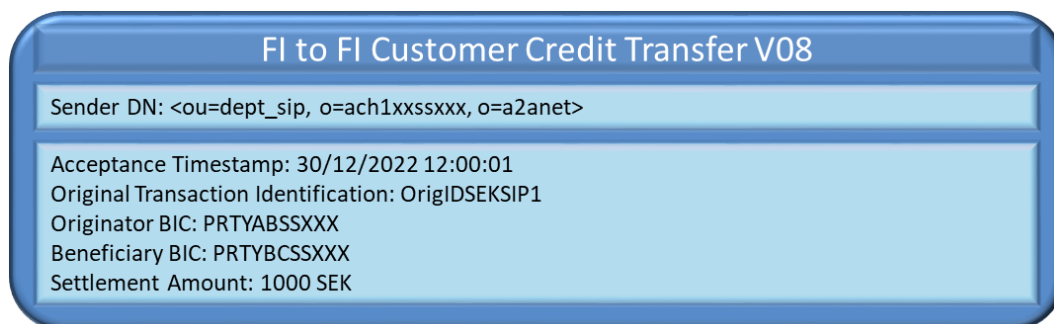 FI to FI Customer Credit Transfer V08
Sender DN: <ou=dept_sip, o=ach1xxssxxx, o=a2anet>
Acceptance Timestamp: 30/12/2022 12:00:01
Original Transaction Identification: OrigIDSEKSIP1
Originator BIC: PRTYABSSXXX
Beneficiary BIC: PRTYBCSSXXX
Settlement Amount: 1000 SEK